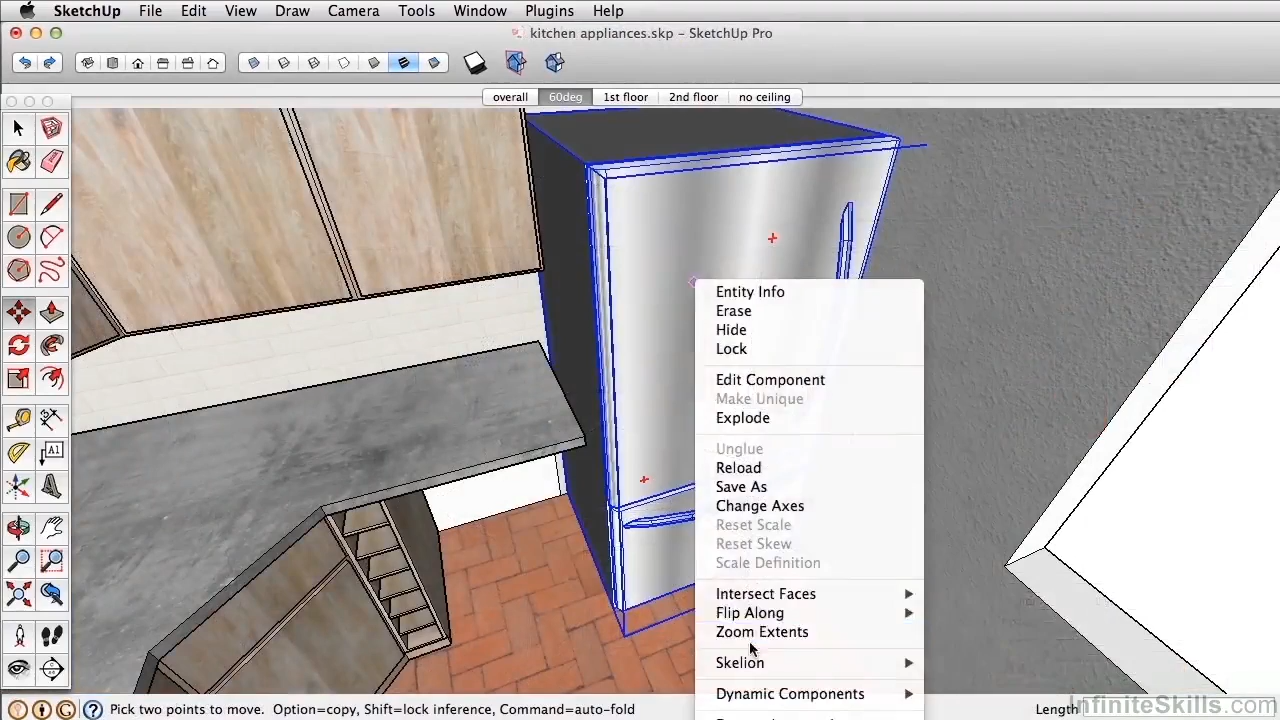 SketchUp File Edit View Draw Camera Tools Window Plugins Help
kitchen appliances.skp – SketchUp Pro
overall 60deg 1st floor 2nd floor no ceiling
A1
Entity Info
Erase
Hide
Lock
Edit Component
Make Unique
Explode
Unglue
Reload
Save As
Change Axes
Reset Scale
Reset Skew
Scale Definition
Intersect Faces
Flip Along
Zoom Extents
Skelion
Dynamic Components
Pick two points to move. Option=copy, Shift=lock inference, Command=auto-fold
Length
InfiniteSkills.com